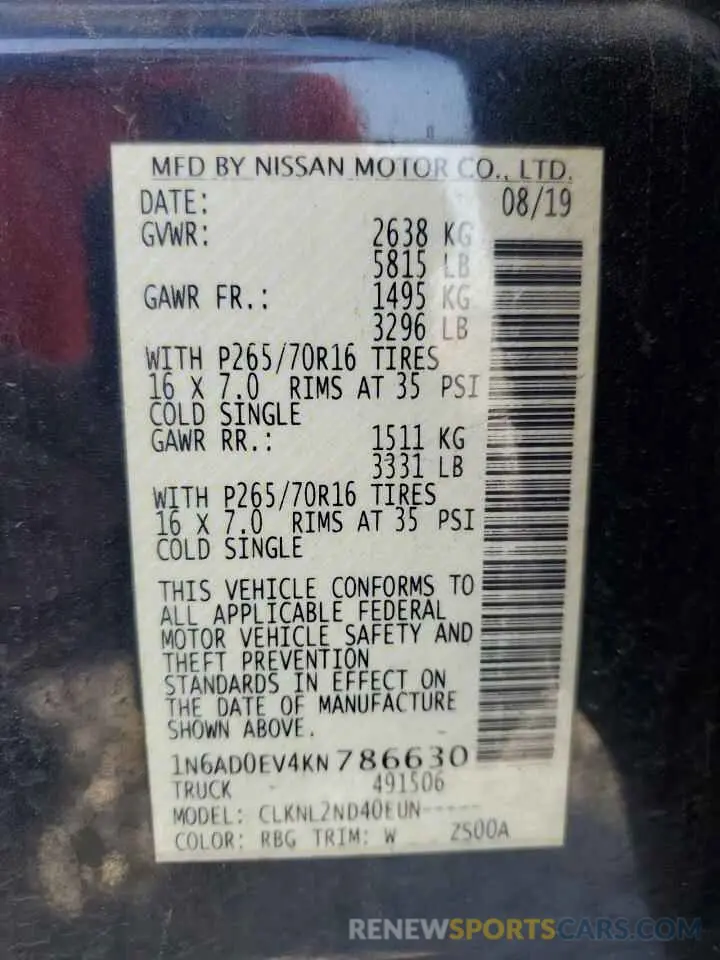 MFD BY NISSAN MOTOR CO., LTD.
DATE: 08/19
GVWR: 2638 KG
5815 LB
GAWR FR.: 1495 KG
3296 LB
WITH P265/70R16 TIRES
16 X 7.0 RIMS AT 35 PSI
COLD SINGLE
GAWR RR.: 1511 KG
3331 LB
WITH P265/70R16 TIRES
16 X 7.0 RIMS AT 35 PSI
COLD SINGLE
THIS VEHICLE CONFORMS TO
ALL APPLICABLE FEDERAL
MOTOR VEHICLE SAFETY AND
THEFT PREVENTION
STANDARDS IN EFFECT ON
THE DATE OF MANUFACTURE
SHOWN ABOVE.
1N6AD0EV4KN 786630
TRUCK 491506
MODEL: CLKNL2ND40EUN-----
COLOR: RBG TRIM: W ZS00A
RENEWSPORTSCARS.COM